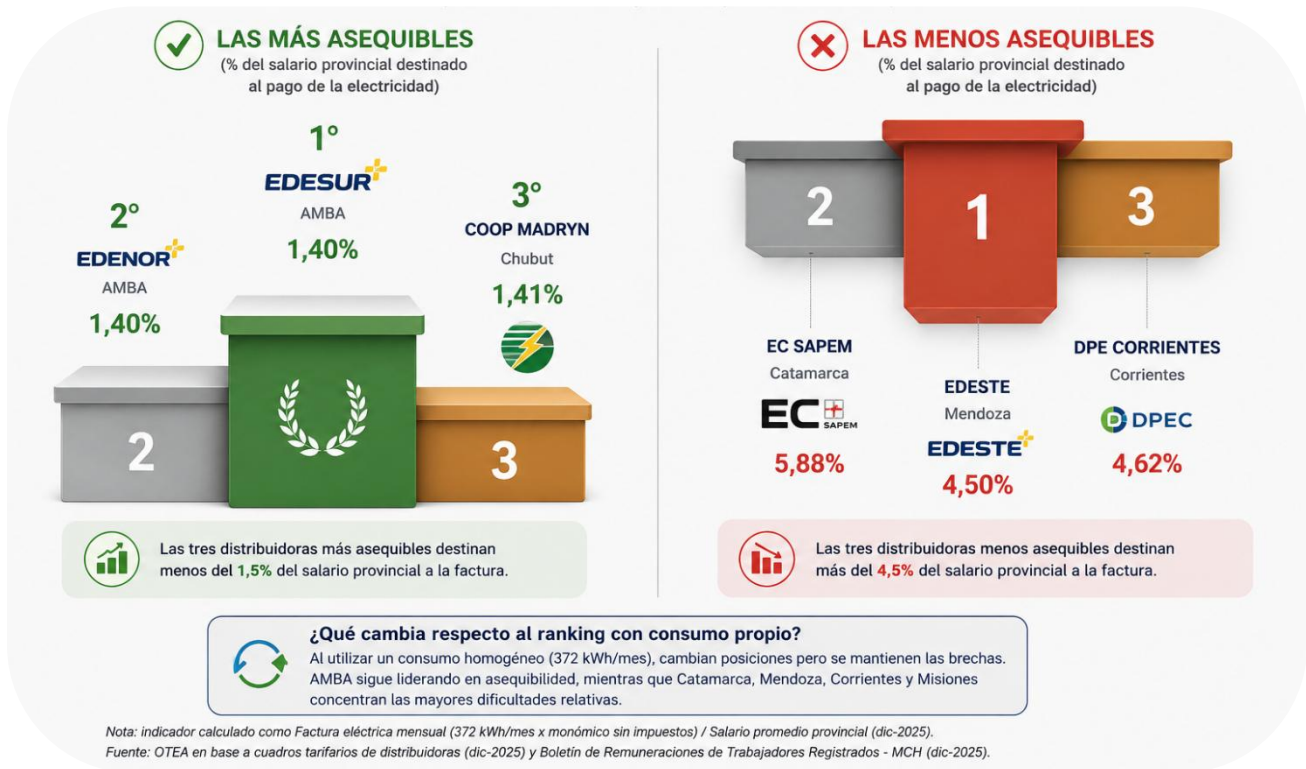 LAS MÁS ASEQUIBLES
(% del salario provincial destinado
al pago de la electricidad)
1°
EDESUR
AMBA
1,40%
2°
EDENOR
AMBA
1,40%
3°
COOP MADRYN
Chubut
1,41%
2
3
Las tres distribuidoras más asequibles destinan
menos del 1,5% del salario provincial a la factura.
LAS MENOS ASEQUIBLES
(% del salario provincial destinado
al pago de la electricidad)
2
1
3
EC SAPEM
Catamarca
EC
SAPEM
5,88%
EDESTE
Mendoza
EDESTE
4,50%
DPE CORRIENTES
Corrientes
D DPEC
4,62%
Las tres distribuidoras menos asequibles destinan
más del 4,5% del salario provincial a la factura.
¿Qué cambia respecto al ranking con consumo propio?
Al utilizar un consumo homogéneo (372 kWh/mes), cambian posiciones pero se mantienen las brechas.
AMBA sigue liderando en asequibilidad, mientras que Catamarca, Mendoza, Corrientes y Misiones
concentran las mayores dificultades relativas.
Nota: indicador calculado como Factura eléctrica mensual (372 kWh/mes x monómico sin impuestos) / Salario promedio provincial (dic-2025).
Fuente: OTEA en base a cuadros tarifarios de distribuidoras (dic-2025) y Boletín de Remuneraciones de Trabajadores Registrados - MCH (dic-2025).